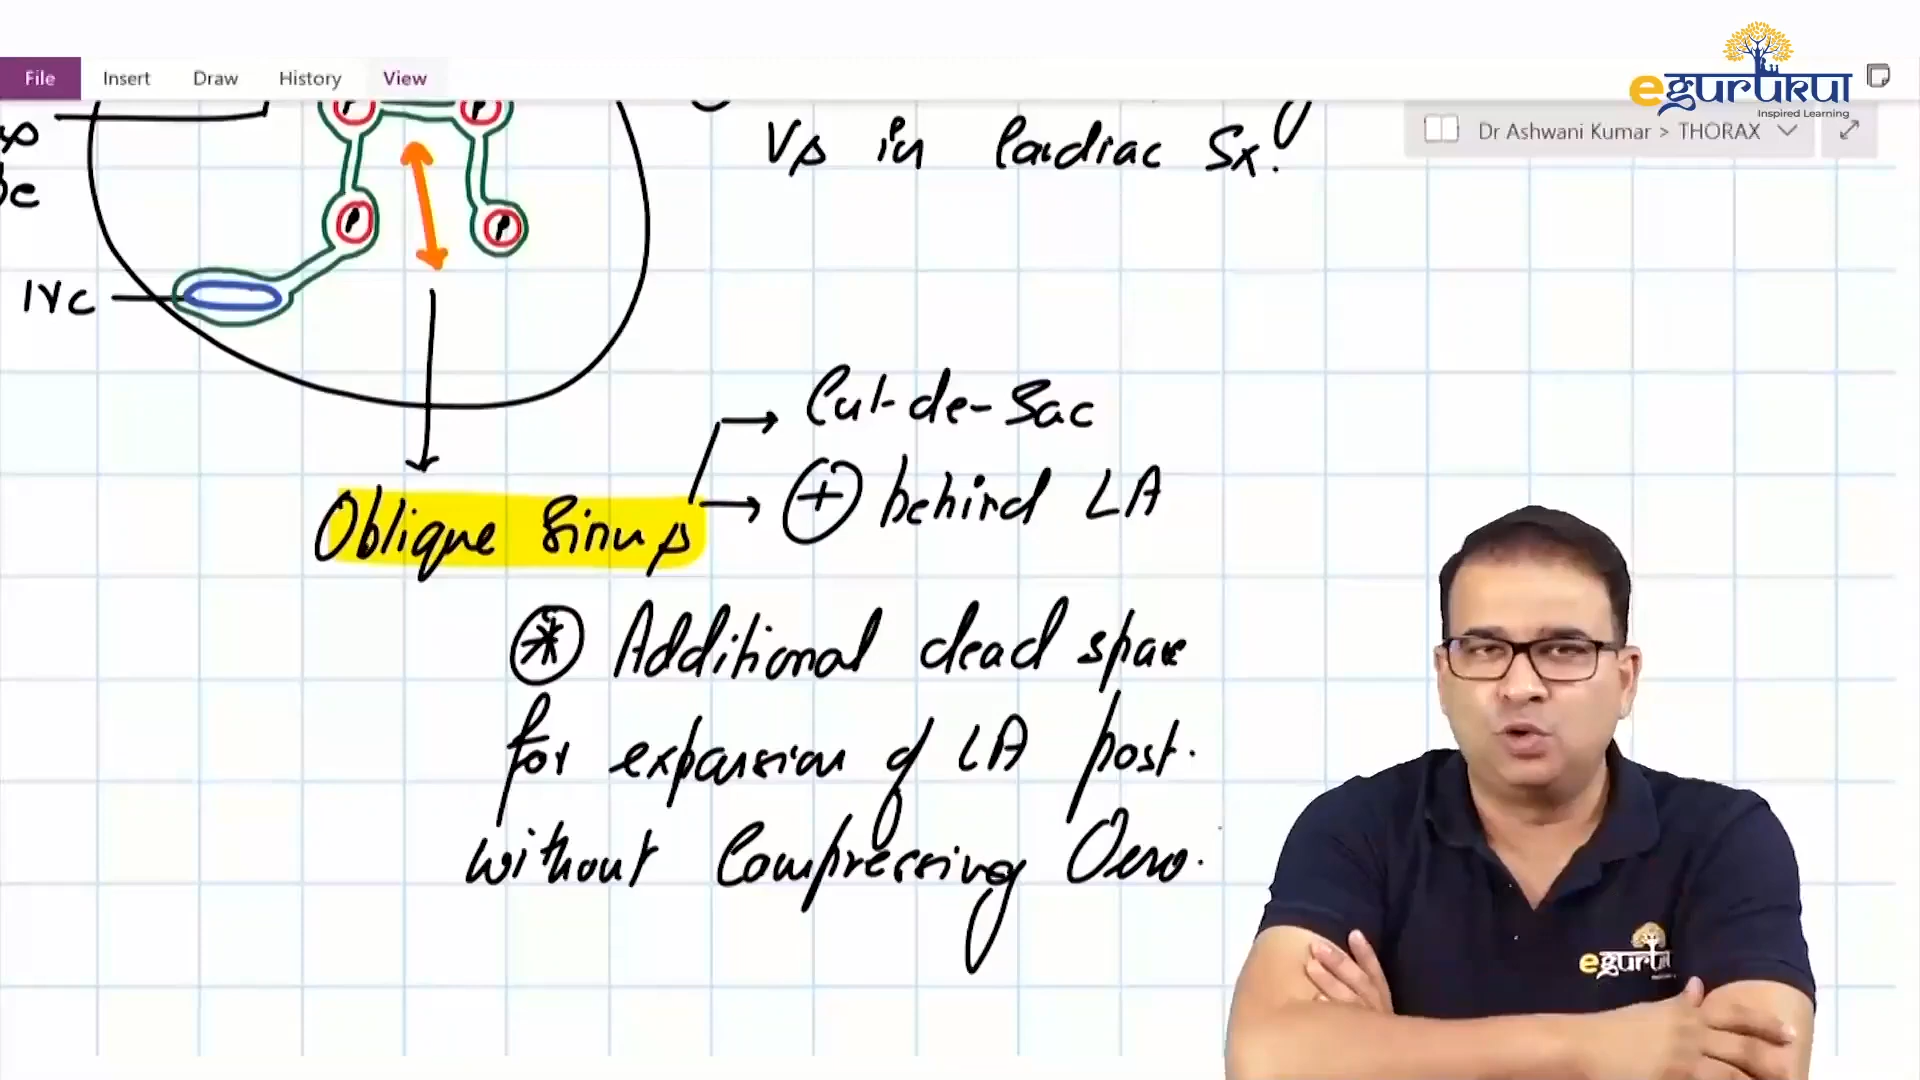 egurukul
Inspired Learning
File Insert Draw History View
Dr Ashwani Kumar > THORAX
Vs in Cardiac Sx!
P P
P P
IVC
Cul-de-Sac
Oblique Sinus
+ behind LA
* Additional dead space
for expansion of LA post.
without Compressing Oeso.